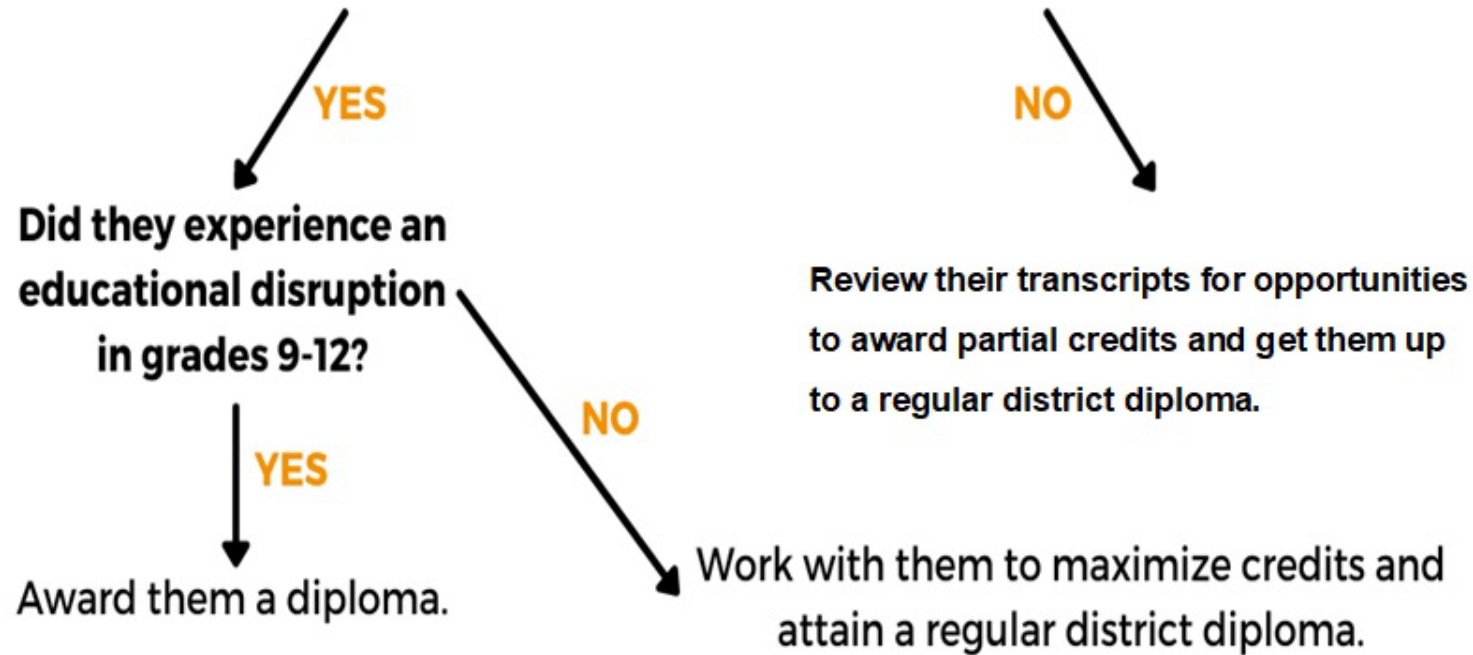 YES
NO
Did they experience an
educational disruption
in grades 9-12?
Review their transcripts for opportunities
to award partial credits and get them up
to a regular district diploma.
NO
YES
Work with them to maximize credits and
attain a regular district diploma.
Award them a diploma.